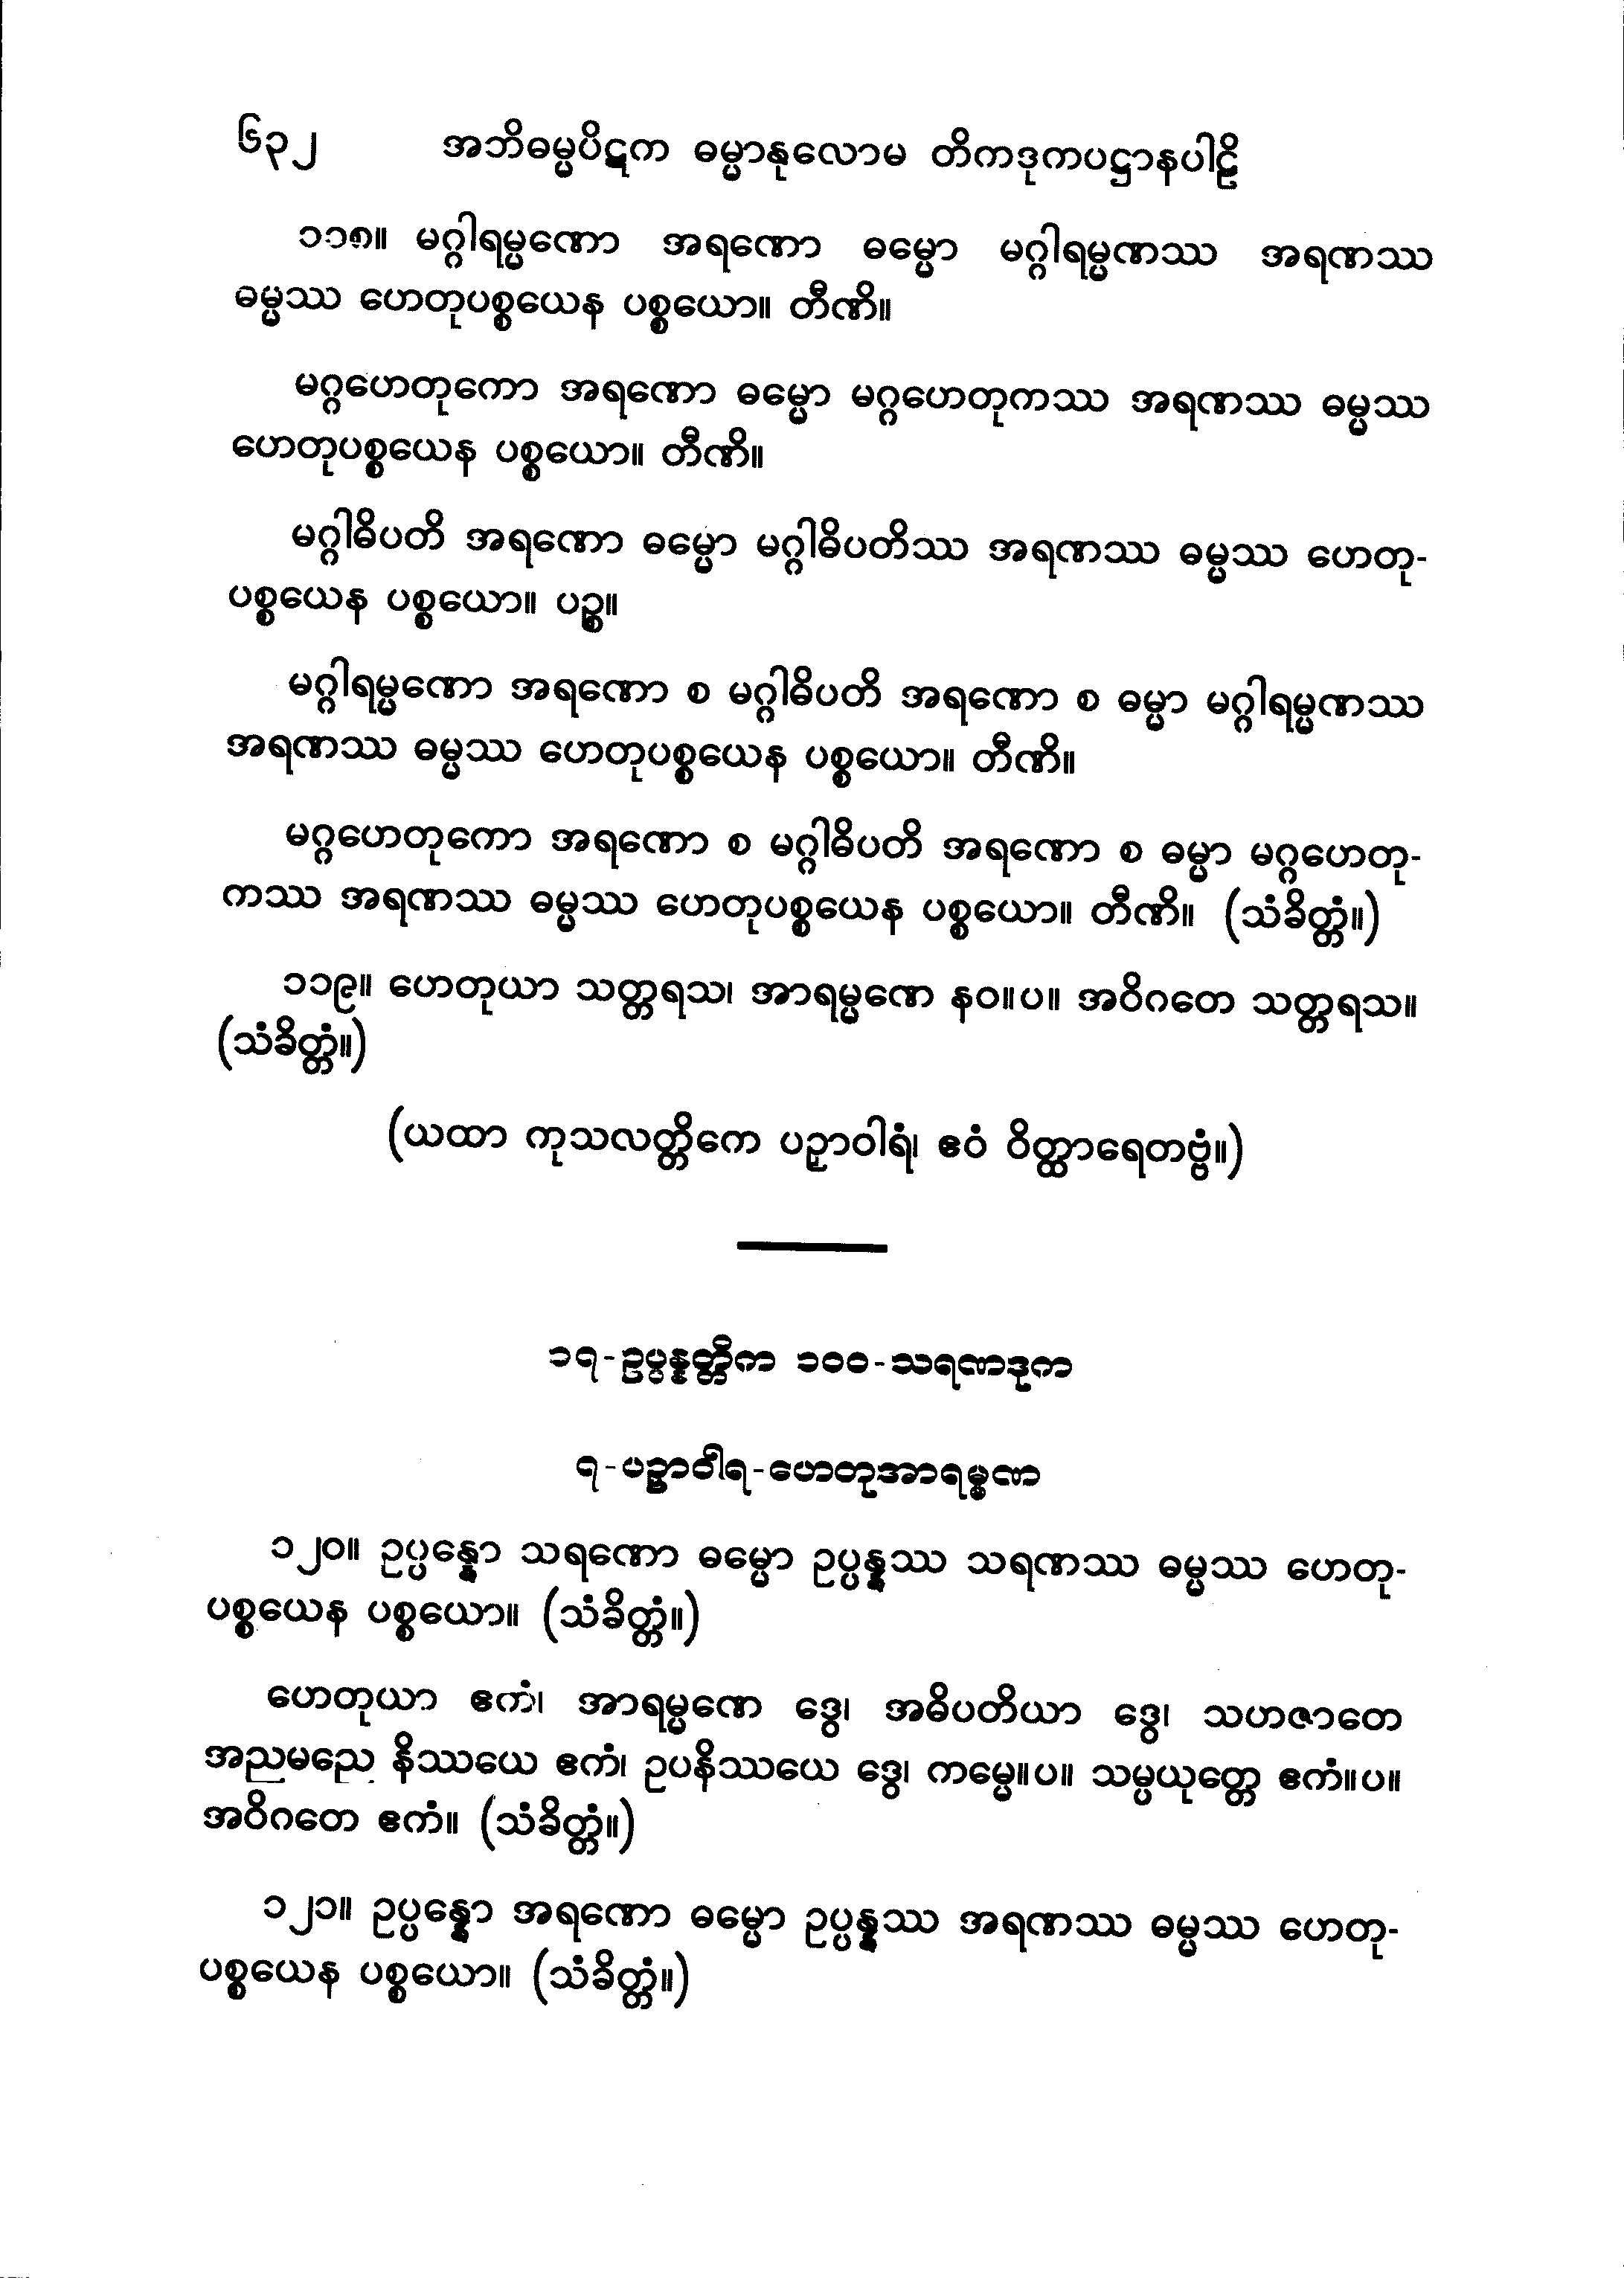 ၆၃၂ အဘိဓမ္မပိဋက ဓမ္မာနုလောမ တိကဒုကပဋ္ဌာနပါဠိ
၁၁၈။ မဂ္ဂါရမ္မဏော အရဏော ဓမ္မော မဂ္ဂါရမ္မဏဿ အရဏဿ
ဓမ္မဿ ဟေတုပစ္စယေန ပစ္စယော။ တီဏိ။
မဂ္ဂဟေတုကော အရဏော ဓမ္မော မဂ္ဂဟေတုကဿ အရဏဿ ဓမ္မဿ
ဟေတုပစ္စယေန ပစ္စယော။ တီဏိ။
မဂ္ဂါဓိပတိ အရဏော ဓမ္မော မဂ္ဂါဓိပတိဿ အရဏဿ ဓမ္မဿ ဟေတု-
ပစ္စယေန ပစ္စယော။ ပဉ္စ။
မဂ္ဂါရမ္မဏော အရဏော စ မဂ္ဂါဓိပတိ အရဏော စ ဓမ္မာ မဂ္ဂါရမ္မဏဿ
အရဏဿ ဓမ္မဿ ဟေတုပစ္စယေန ပစ္စယော။ တီဏိ။
မဂ္ဂဟေတုကော အရဏော စ မဂ္ဂါဓိပတိ အရဏော စ ဓမ္မာ မဂ္ဂဟေတု-
ကဿ အရဏဿ ဓမ္မဿ ဟေတုပစ္စယေန ပစ္စယော။ တီဏိ။ (သံခိတ္တံ။)
၁၁၉။ ဟေတုယာ သတ္တရသ၊ အာရမ္မဏေ နဝ။ပ။ အဝိဂတေ သတ္တရသ။
(သံခိတ္တံ။)
(ယထာ ကုသလတ္တိကေ ပဉှာဝါရံ၊ ဧဝံ ဝိတ္ထာရေတဗ္ဗံ။)
၁၇-ဥပ္ပန္နတ္တိက ၁၀၀-သရဏဒုက
၇-ပဉှာဝါရ-ဟေတုအာရမ္မဏ
၁၂၀။ ဥပ္ပန္နော သရဏော ဓမ္မော ဥပ္ပန္နဿ သရဏဿ ဓမ္မဿ ဟေတု-
ပစ္စယေန ပစ္စယော။ (သံခိတ္တံ။)
ဟေတုယာ ဧကံ၊ အာရမ္မဏေ ဒွေ၊ အဓိပတိယာ ဒွေ၊ သဟဇာတေ
အညမညေ နိဿယေ ဧကံ၊ ဥပနိဿယေ ဒွေ၊ ကမ္မေ။ပ။ သမ္ပယုတ္တေ ဧကံ။ပ။
အဝိဂတေ ဧကံ။ (သံခိတ္တံ။)
၁၂၁။ ဥပ္ပန္နော အရဏော ဓမ္မော ဥပ္ပန္နဿ အရဏဿ ဓမ္မဿ ဟေတု-
ပစ္စယေန ပစ္စယော။ (သံခိတ္တံ။)